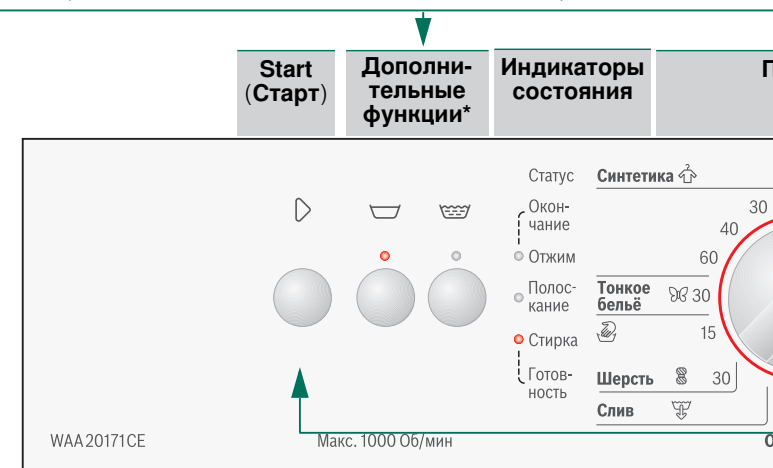 Start
(Старт)
Дополни-
тельные
функции*
Индикаторы
состояния
Статус
Окон-
чание
Отжим
Полос-
кание
Стирка
Готов-
ность
Синтетика
30
40
60
Тонкое
бельё
30
15
Шерсть
30
Слив
WAA 20171CE
Макс. 1000 Об/мин